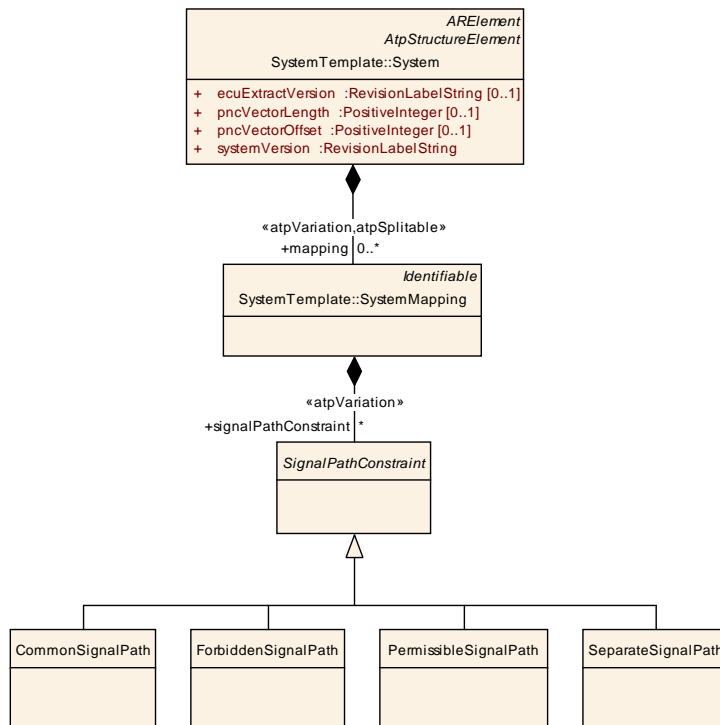 ARElement
AtpStructureElement
SystemTemplate::System
+ ecuExtractVersion :RevisionLabelString [0..1]
+ pncVectorLength :PositiveInteger [0..1]
+ pncVectorOffset :PositiveInteger [0..1]
+ systemVersion :RevisionLabelString
«atpVariation,atpSplitable»
+mapping 0..*
Identifiable
SystemTemplate::SystemMapping
«atpVariation»
+signalPathConstraint *
SignalPathConstraint
CommonSignalPath ForbiddenSignalPath PermissibleSignalPath SeparateSignalPath